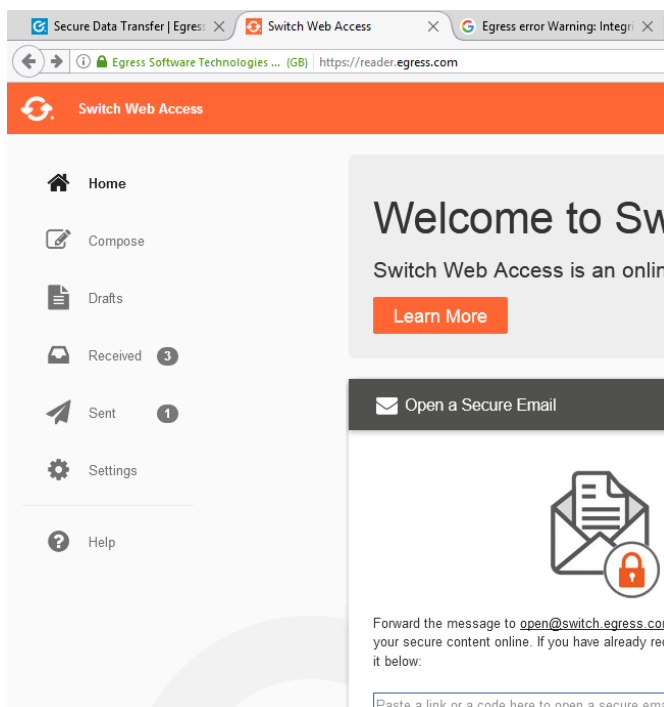 Secure Data Transfer | Egress
Switch Web Access
Egress error Warning: Integri
Egress Software Technologies ... (GB)
https://reader.egress.com
Switch Web Access
Home
Compose
Drafts
Received 3
Sent 1
Settings
Help
Welcome to Sw
Switch Web Access is an onlin
Learn More
Open a Secure Email
Forward the message to open@switch.egress.co
your secure content online. If you have already re
it below:
Paste a link or a code here to open a secure ema